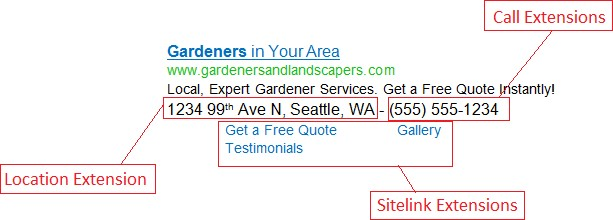 Call Extensions
Gardeners in Your Area
www.gardenersandlandscapers.com
Local, Expert Gardener Services. Get a Free Quote Instantly!
1234 99th Ave N, Seattle, WA - (555) 555-1234
Get a Free Quote Gallery
Testimonials
Location Extension
Sitelink Extensions